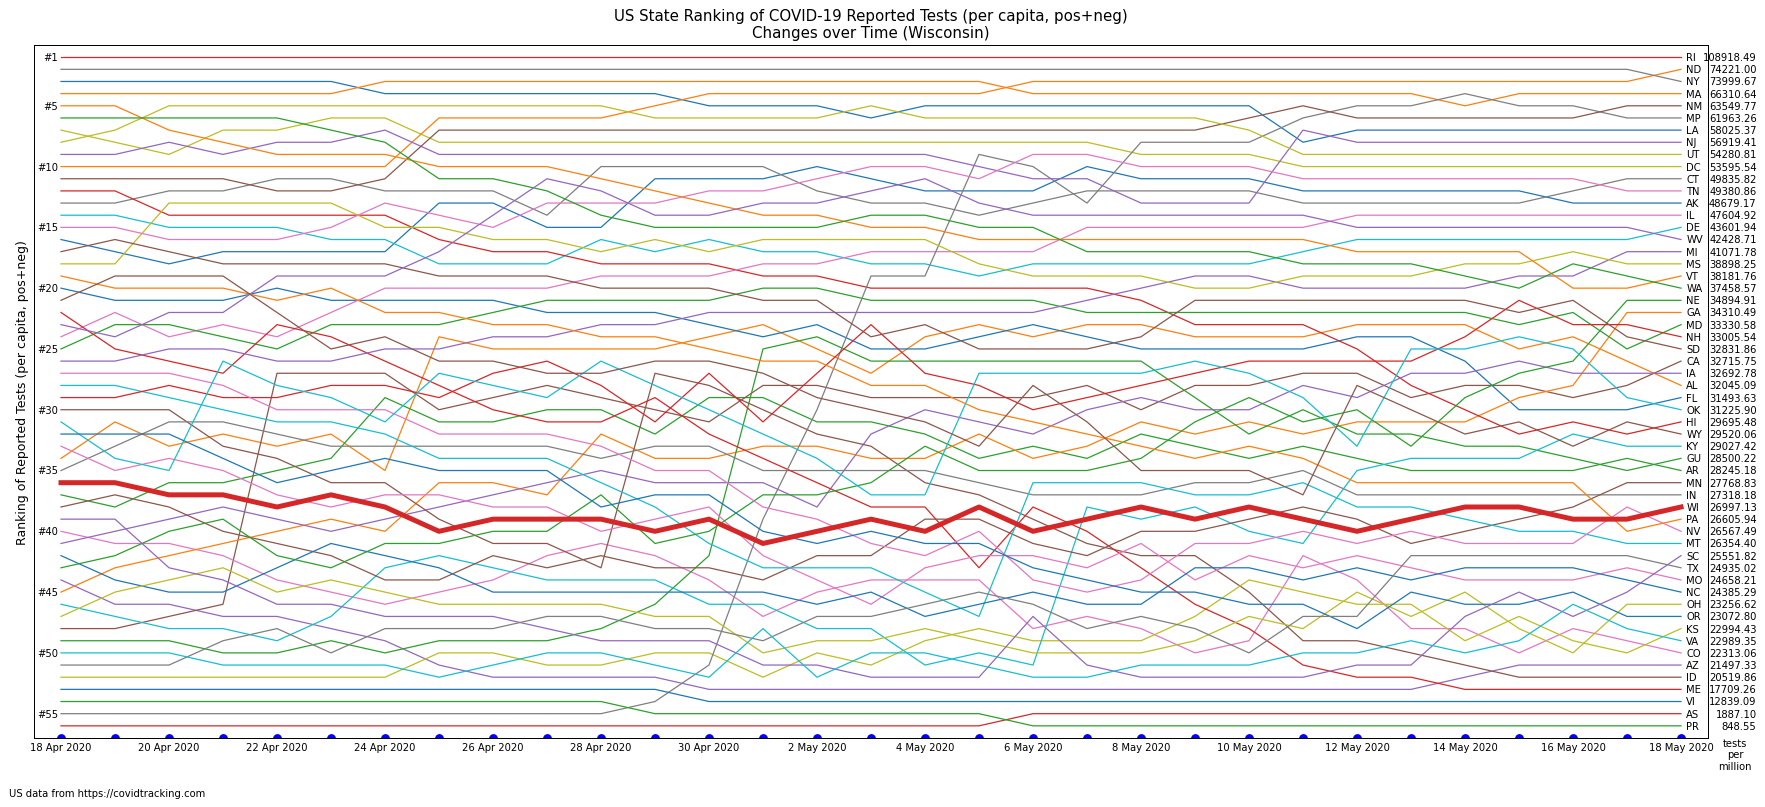 US State Ranking of COVID-19 Reported Tests (per capita, pos+neg)
Changes over Time (Wisconsin)
Ranking of Reported Tests (per capita, pos+neg)
#1
#5
#10
#15
#20
#25
#30
#35
#40
#45
#50
#55
RI 108918.49
ND 74221.00
NY 73999.67
MA 66310.64
NM 63549.77
MP 61963.26
LA 58025.37
NJ 56919.41
UT 54280.81
DC 53595.54
CT 49835.82
TN 49380.86
AK 48679.17
IL 47604.92
DE 43601.94
WV 42428.71
MI 41071.78
MS 38898.25
VT 38181.76
WA 37458.57
NE 34894.91
GA 34310.49
MD 33330.58
NH 33005.54
SD 32831.86
CA 32715.75
IA 32692.78
AL 32045.09
FL 31493.63
OK 31225.90
HI 29695.48
WY 29520.06
KY 29027.42
GU 28500.22
AR 28245.18
MN 27768.83
IN 27318.18
WI 26997.13
PA 26605.94
NV 26567.49
MT 26354.40
SC 25551.82
TX 24935.02
MO 24658.21
NC 24385.29
OH 23256.62
OR 23072.80
KS 22994.43
VA 22989.35
CO 22313.06
AZ 21497.33
ID 20519.86
ME 17709.26
VI 12839.09
AS 1887.10
PR 848.55
18 Apr 2020 20 Apr 2020 22 Apr 2020 24 Apr 2020 26 Apr 2020 28 Apr 2020 30 Apr 2020 2 May 2020 4 May 2020 6 May 2020 8 May 2020 10 May 2020 12 May 2020 14 May 2020 16 May 2020 18 May 2020
tests
per
million
US data from https://covidtracking.com